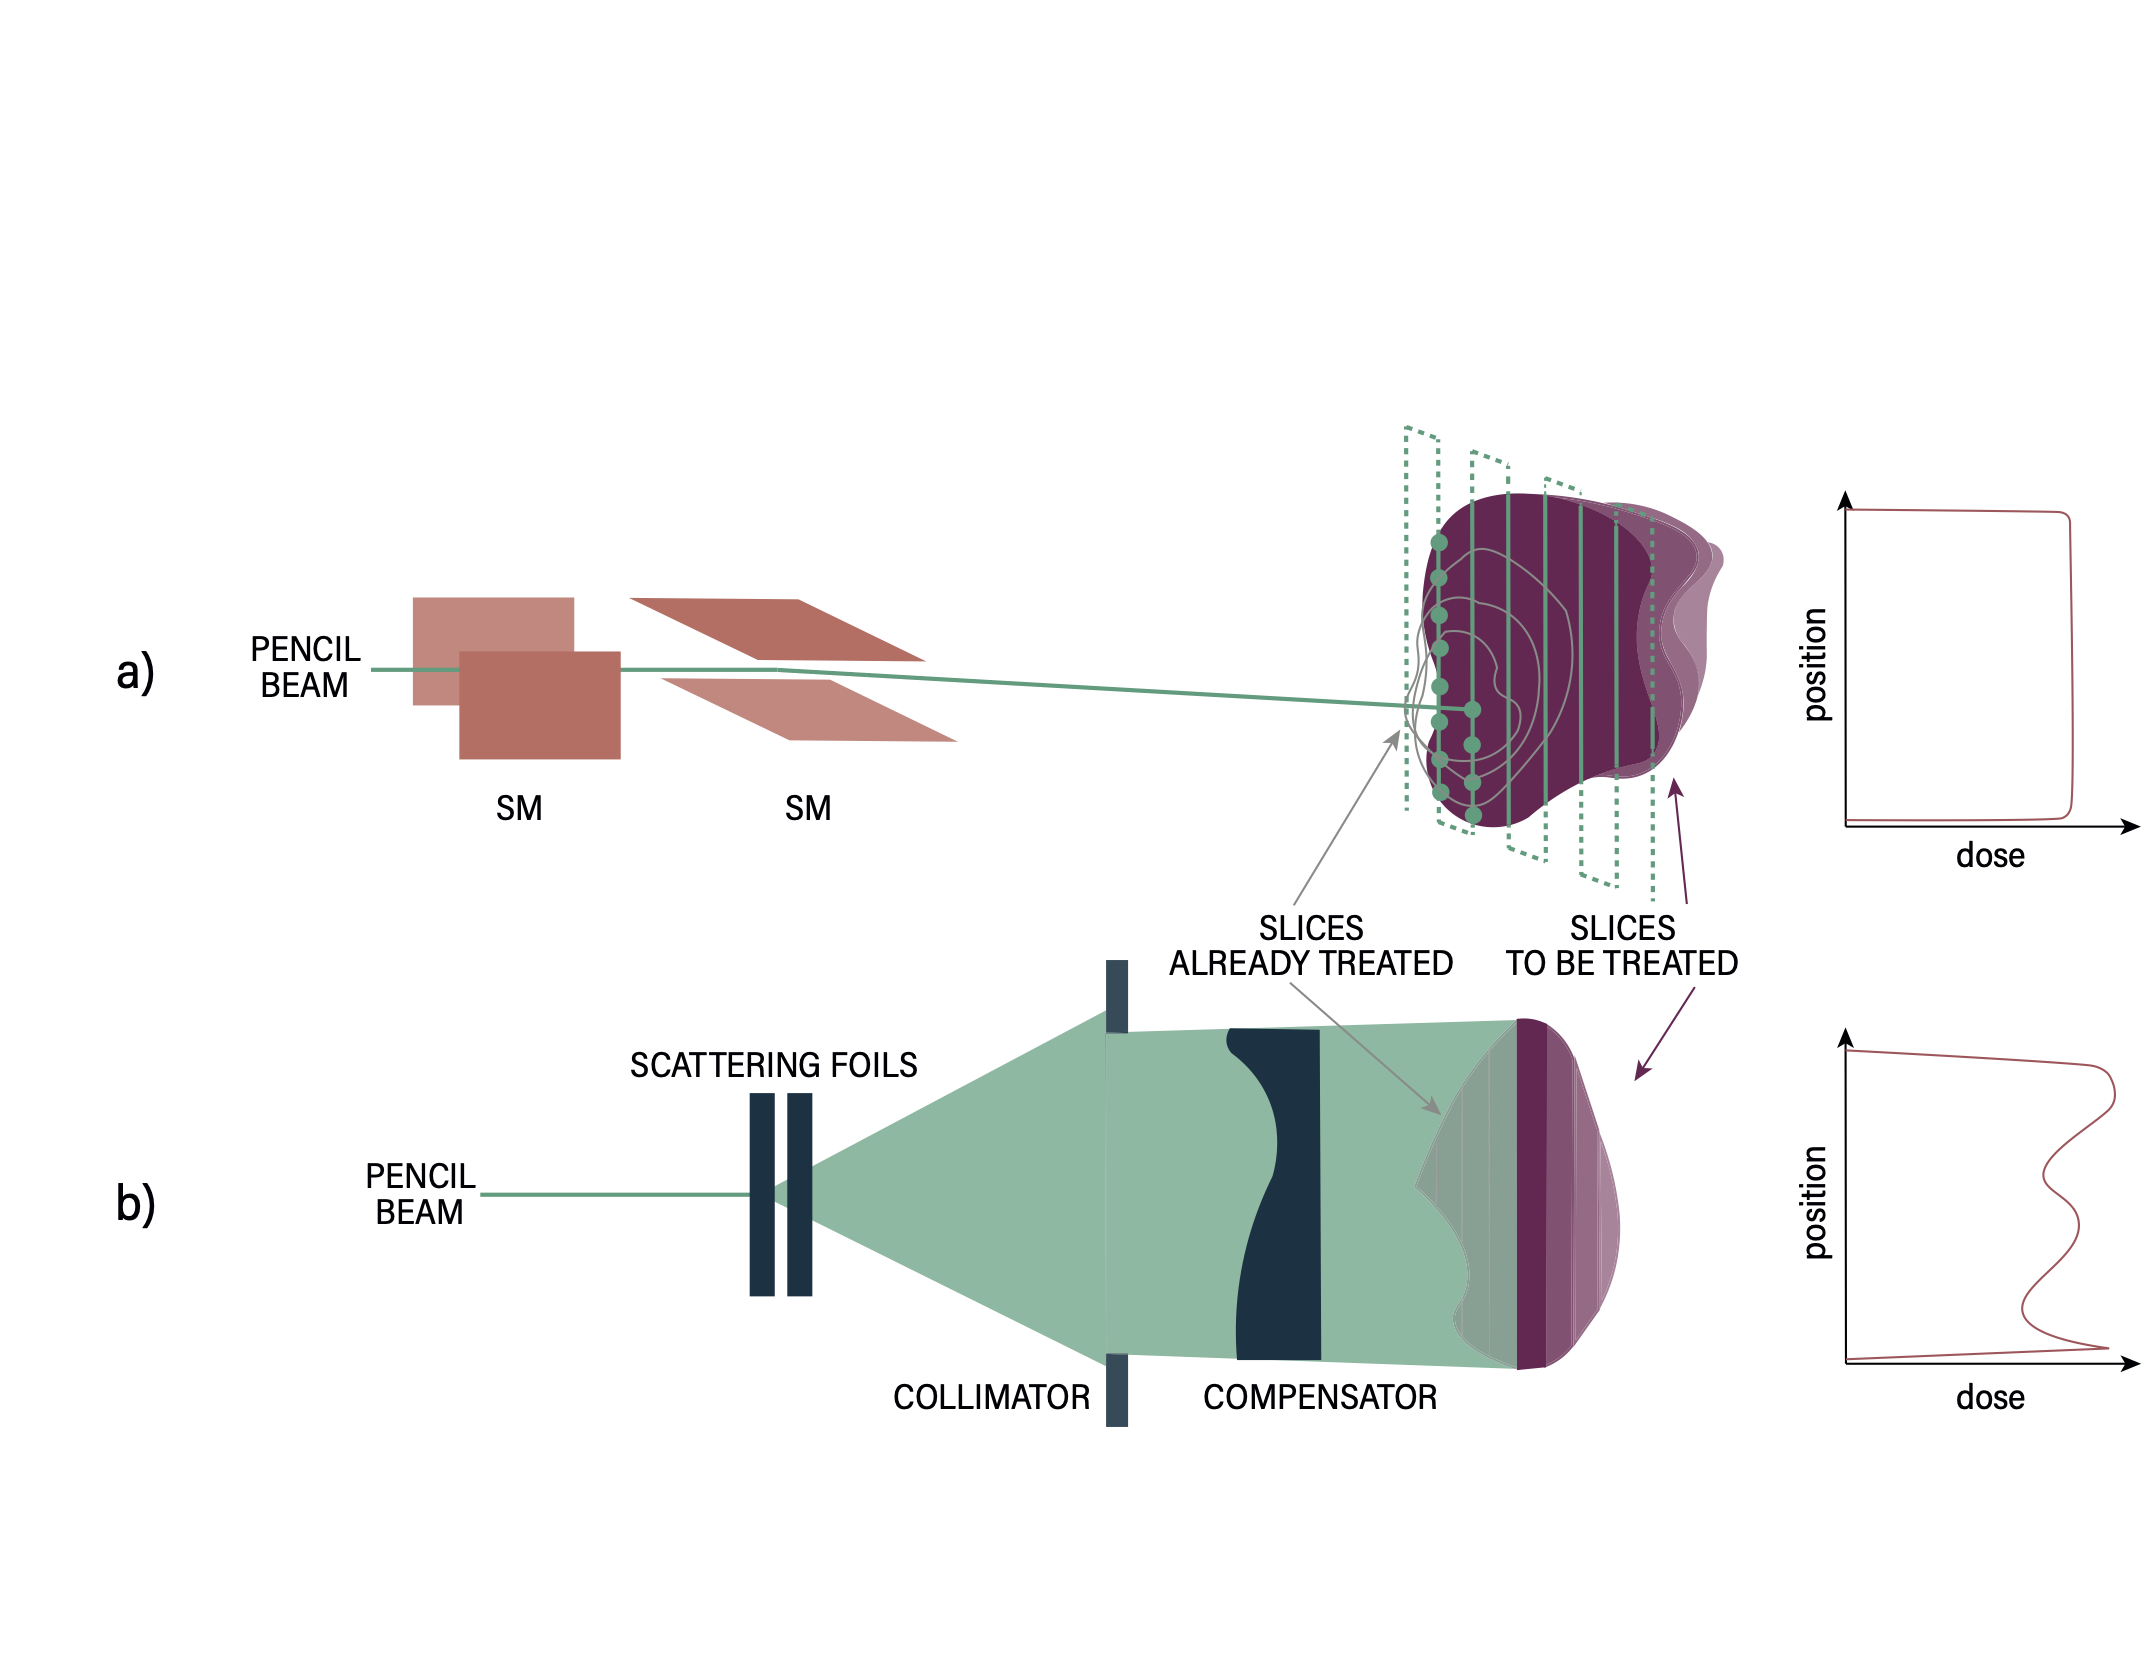 a)
PENCIL
BEAM
SM
SM
position
dose
SLICES
ALREADY TREATED
SLICES
TO BE TREATED
b)
PENCIL
BEAM
SCATTERING FOILS
COLLIMATOR
COMPENSATOR
position
dose